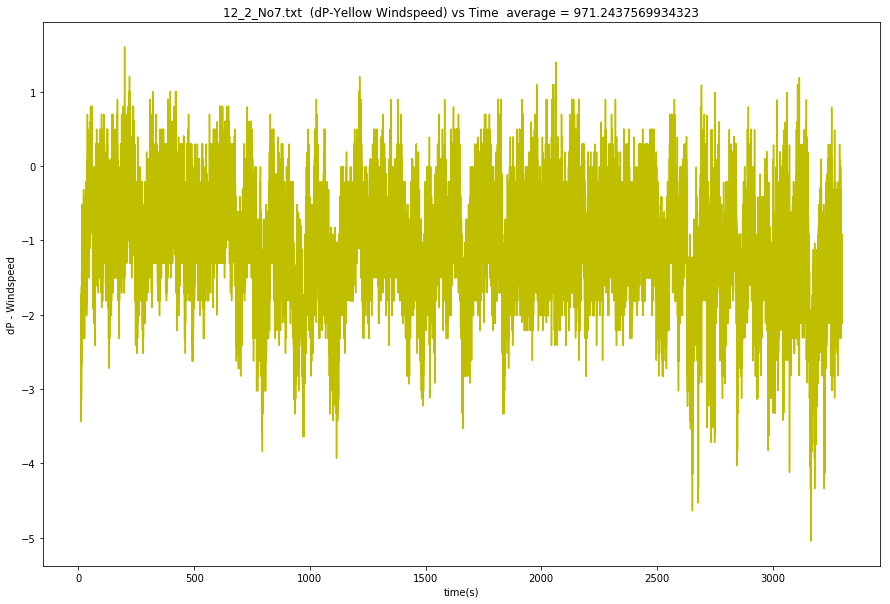 12_2_No7.txt  (dP-Yellow Windspeed) vs Time  average = 971.2437569934323
1
0
−1
−2
−3
−4
−5
dP - Windspeed
0 500 1000 1500 2000 2500 3000
time(s)